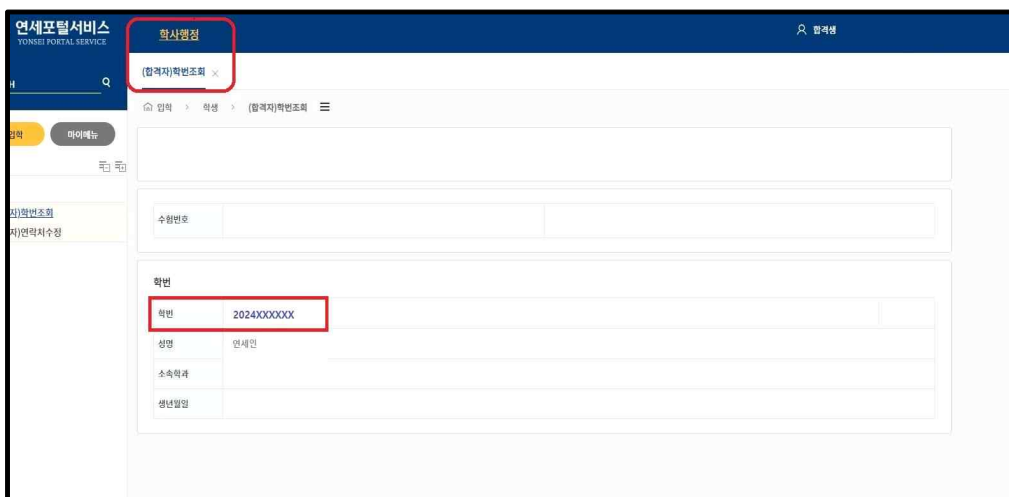 연세포털서비스
YONSEI PORTAL SERVICE
학사행정
합격생
H
(합격자)학번조회 ×
입학 > 학생 > (합격자)학번조회
입학
마이메뉴
자)학번조회
자)연락처수정
수험번호
학번
학번 2024XXXXXX
성명 연세인
소속학과
생년월일